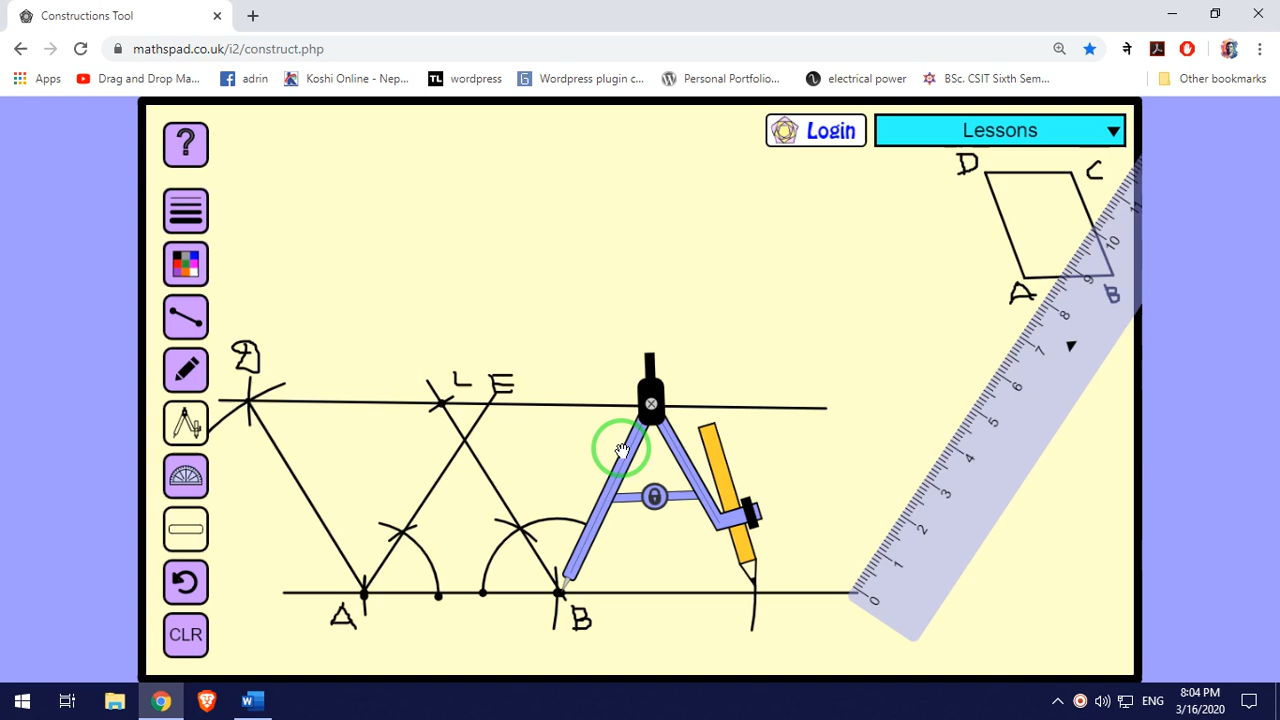 Constructions Tool
mathspad.co.uk/i2/construct.php
Apps
Drag and Drop Ma...
adrin
Koshi Online - Nep...
TL
wordpress
Wordpress plugin c...
Personal Portfolio...
electrical power
BSc. CSIT Sixth Sem...
Other bookmarks
?
Login
Lessons
D
C
A
B
11
10
9
8
7
6
5
4
3
2
1
0
D
E
A
B
CLR
ENG
8:04 PM
3/16/2020